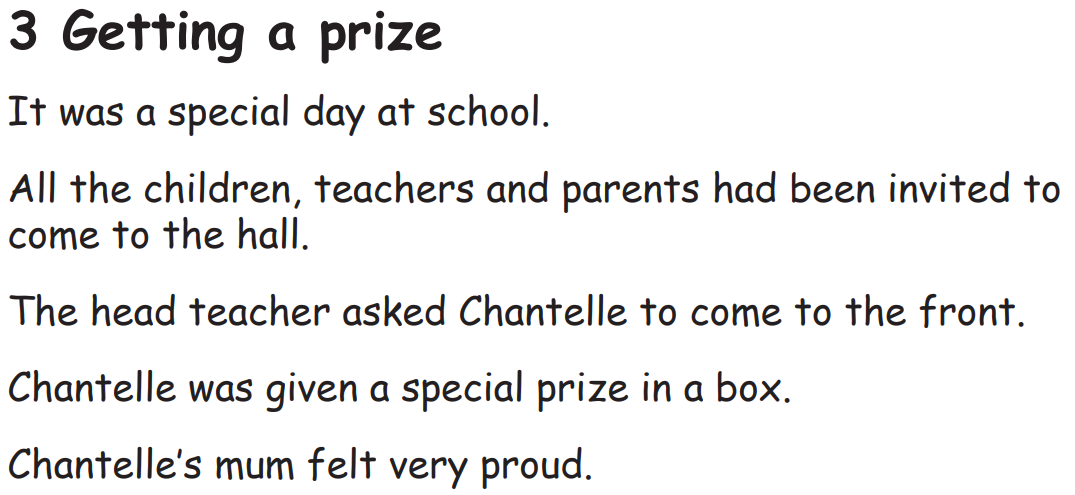 3 Getting a prize
It was a special day at school.
All the children, teachers and parents had been invited to
come to the hall.
The head teacher asked Chantelle to come to the front.
Chantelle was given a special prize in a box.
Chantelle's mum felt very proud.